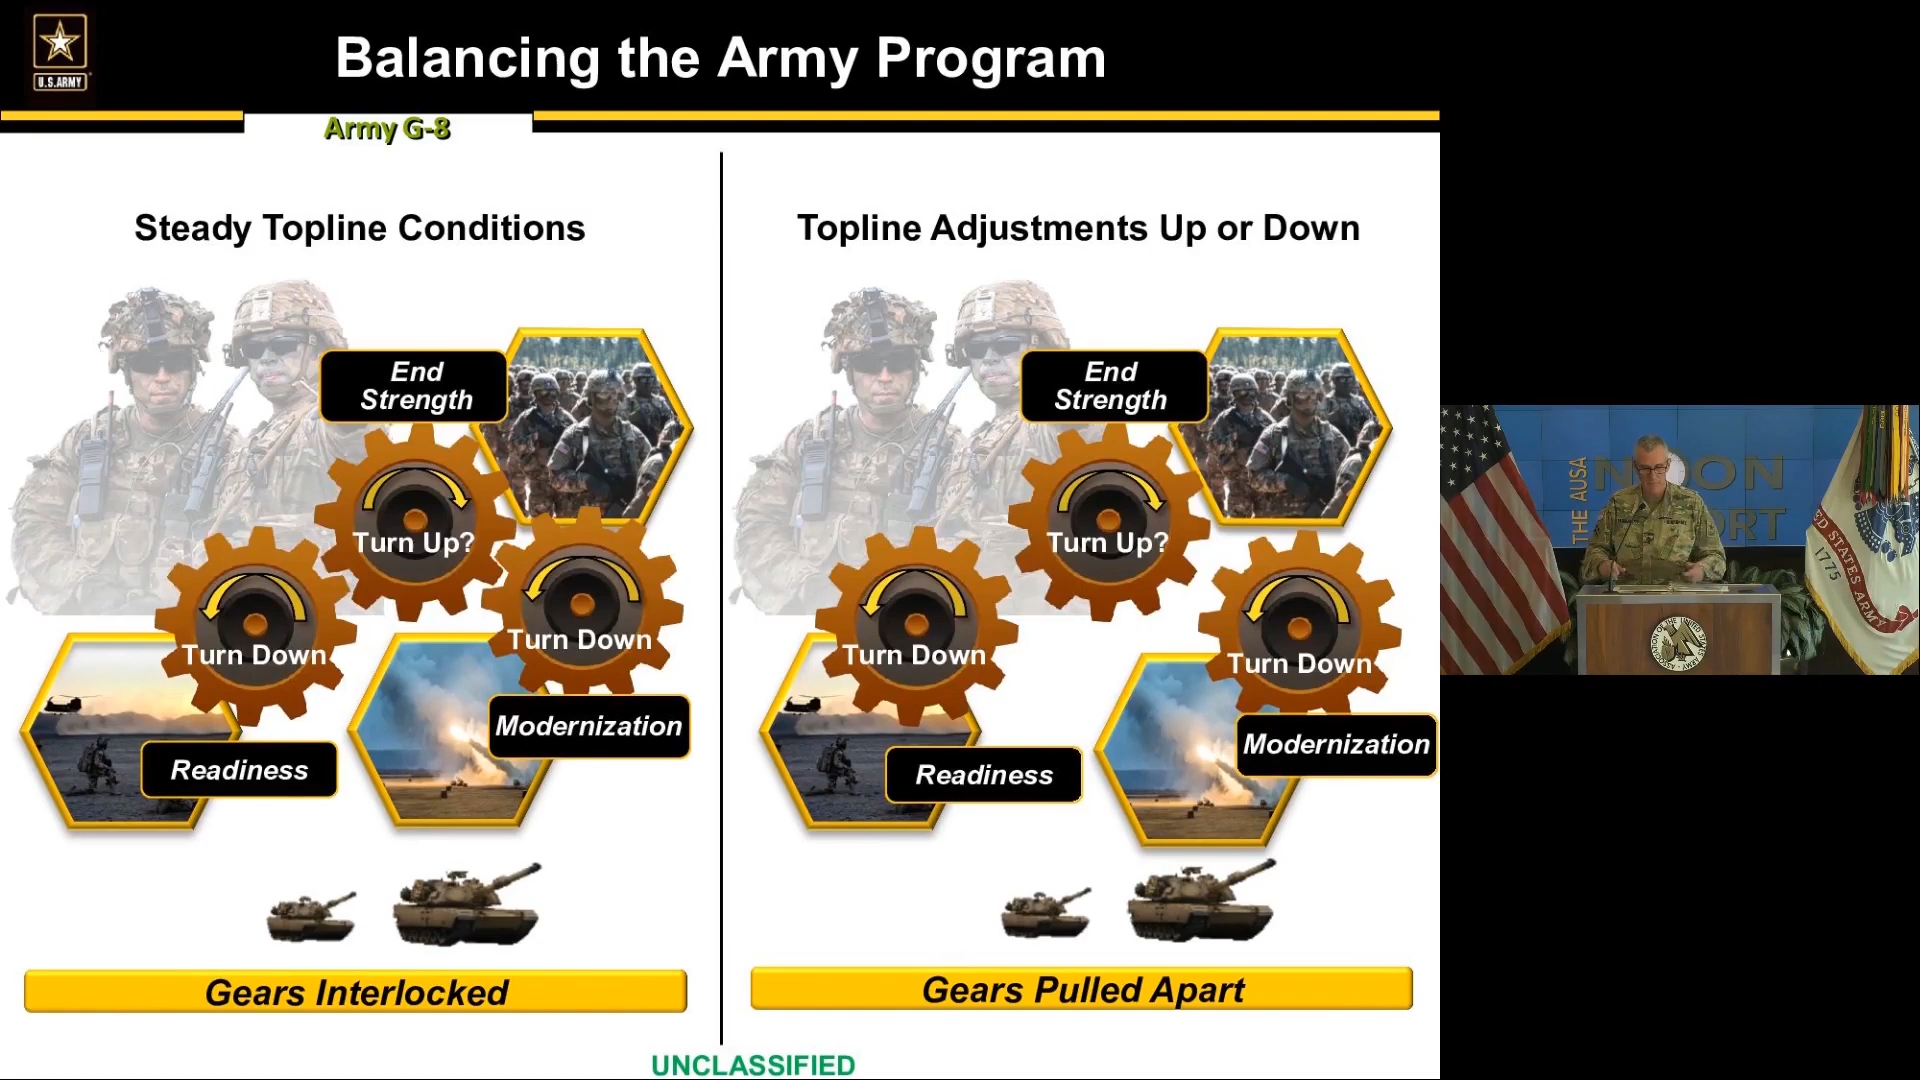 U.S.ARMY
Balancing the Army Program
Army G-8
Steady Topline Conditions
End
Strength
Turn Up?
Turn Down
Turn Down
Modernization
Readiness
Gears Interlocked
Topline Adjustments Up or Down
End
Strength
Turn Up?
Turn Down
Turn Down
Modernization
Readiness
Gears Pulled Apart
UNCLASSIFIED
THE AUSA
1775